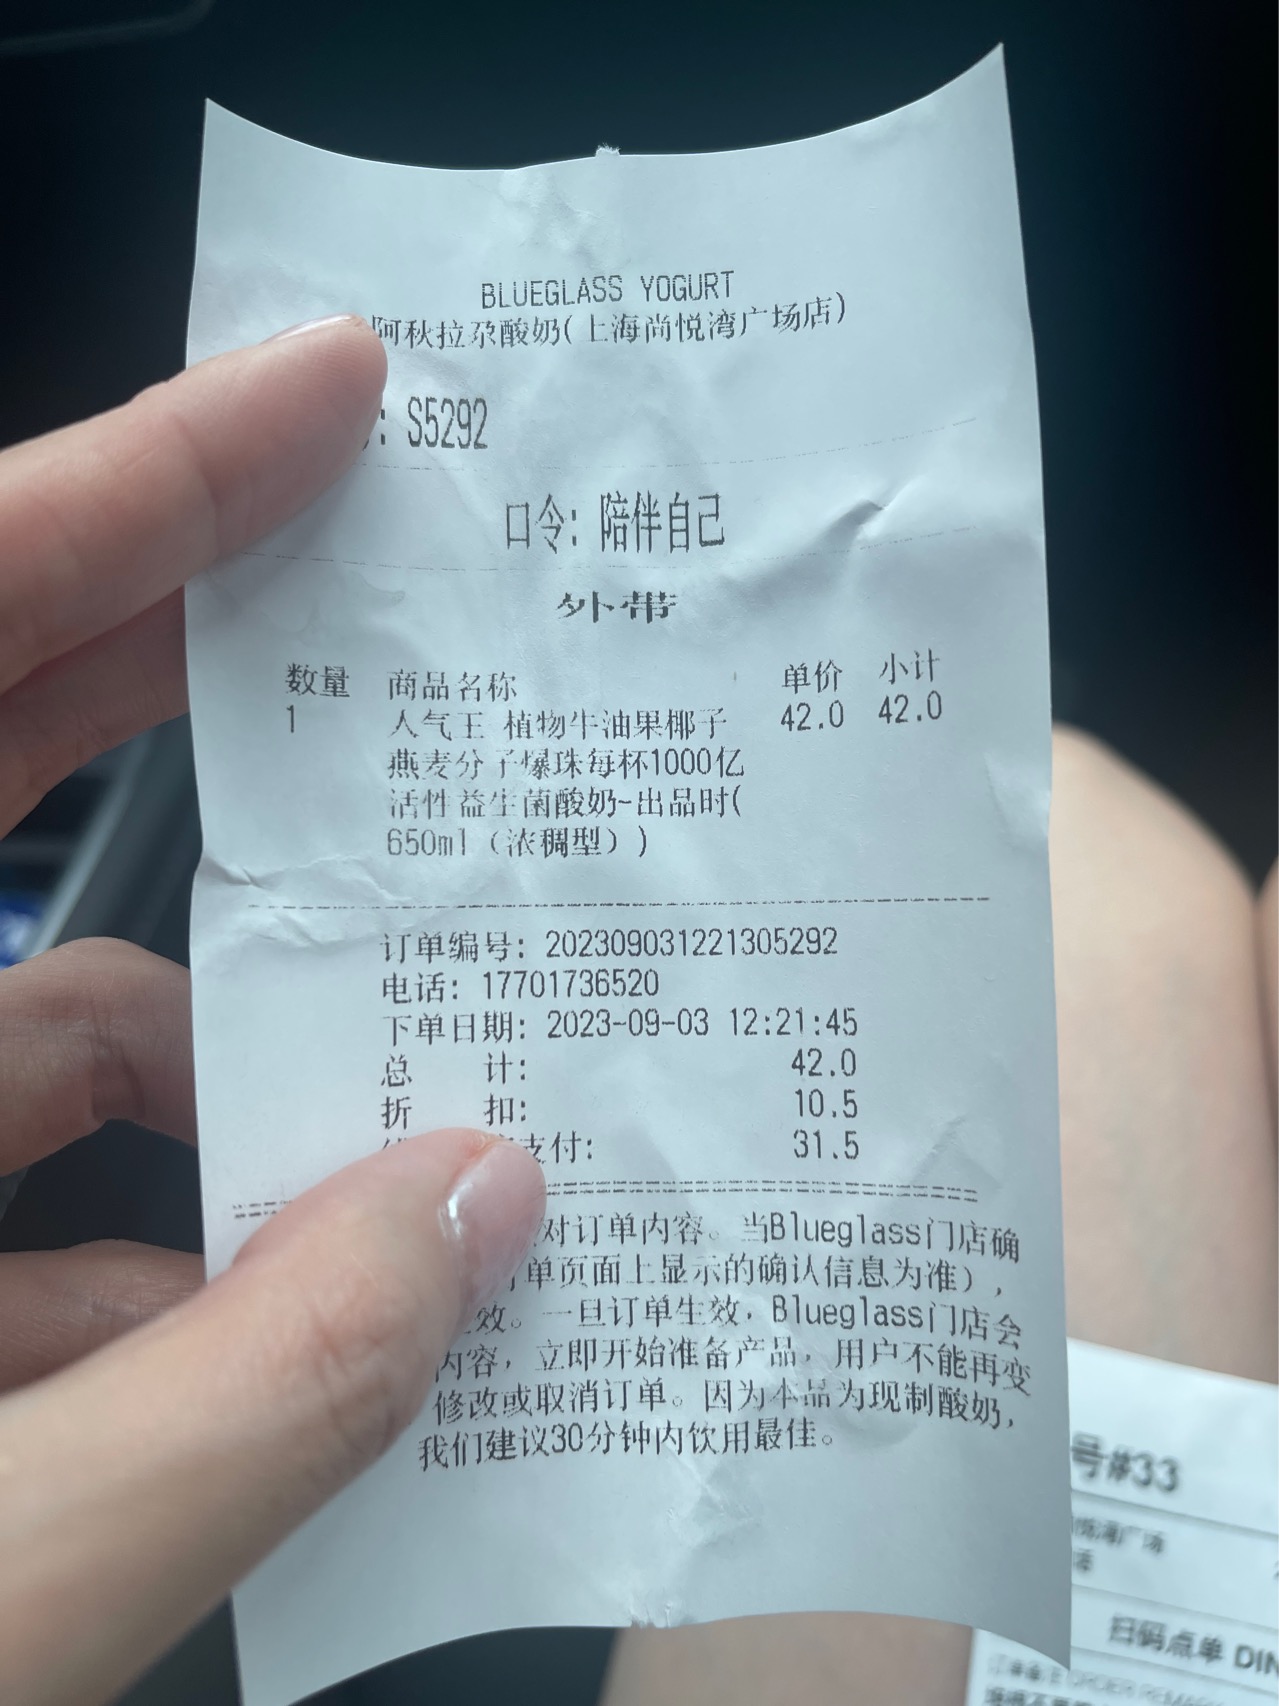 BLUEGLASS YOGURT
阿秋拉尕酸奶(上海尚悦湾广场店)
: S5292
口令: 陪伴自己
外带
数量 商品名称 单价 小计
1 人气王 植物牛油果椰子 42.0 42.0
燕麦分子爆珠每杯1000亿
活性益生菌酸奶-出品时(
650ml（浓稠型）)
订单编号: 202309031221305292
电话: 17701736520
下单日期: 2023-09-03 12:21:45
总 计: 42.0
折 扣: 10.5
支付: 31.5
对订单内容。当Blueglass门店确
单页面上显示的确认信息为准），
效。一旦订单生效，Blueglass门店会
内容，立即开始准备产品，用户不能再变
修改或取消订单。因为本品为现制酸奶，
我们建议30分钟内饮用最佳。
号#33
广场
扫码点单 DIN